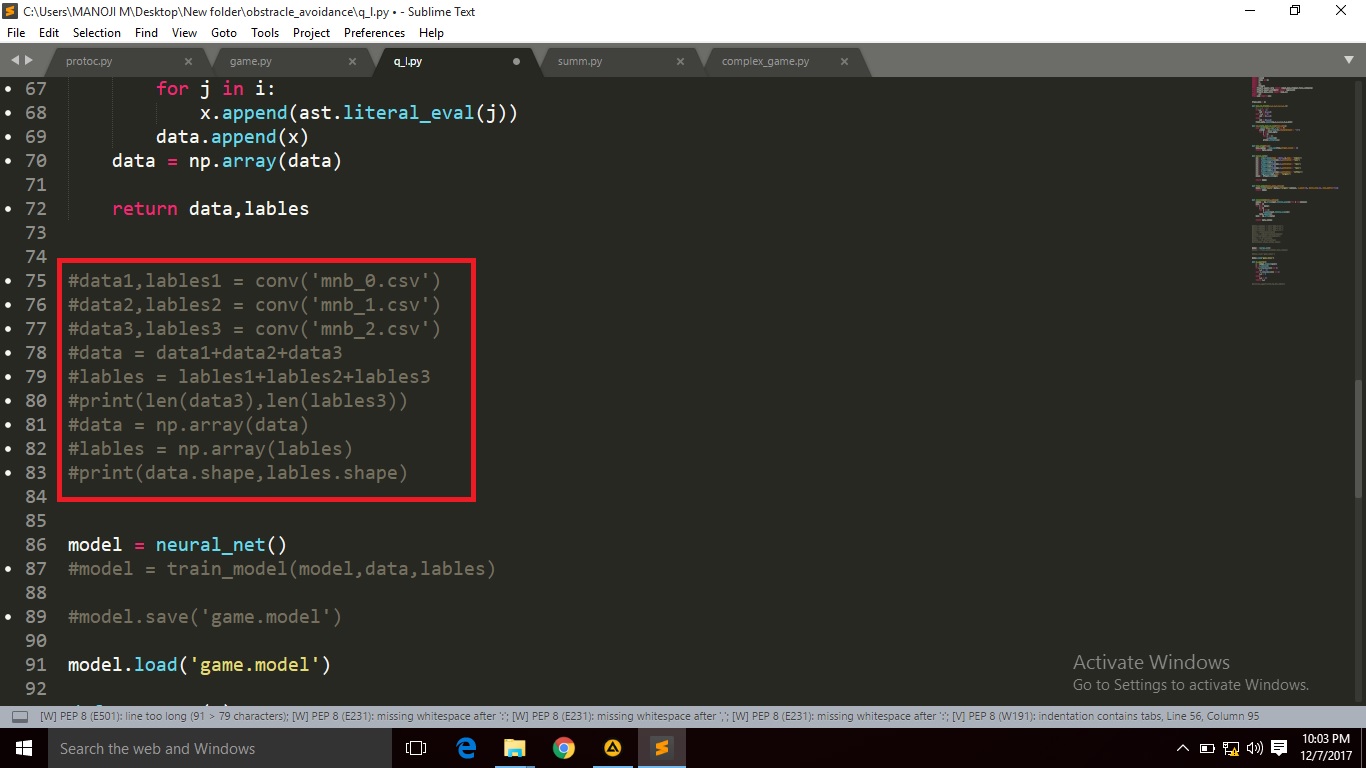 C:\Users\MANOJI M\Desktop\New folder\obstracle_avoidance\q_l.py • - Sublime Text
File Edit Selection Find View Goto Tools Project Preferences Help
protoc.py game.py q_l.py summ.py complex_game.py
67 for j in i:
68 x.append(ast.literal_eval(j))
69 data.append(x)
70 data = np.array(data)
71
72 return data,lables
73
74
75 #data1,lables1 = conv('mnb_0.csv')
76 #data2,lables2 = conv('mnb_1.csv')
77 #data3,lables3 = conv('mnb_2.csv')
78 #data = data1+data2+data3
79 #lables = lables1+lables2+lables3
80 #print(len(data3),len(lables3))
81 #data = np.array(data)
82 #lables = np.array(lables)
83 #print(data.shape,lables.shape)
84
85
86 model = neural_net()
87 #model = train_model(model,data,lables)
88
89 #model.save('game.model')
90
91 model.load('game.model')
92
Activate Windows
Go to Settings to activate Windows.
[W] PEP 8 (E501): line too long (91 > 79 characters); [W] PEP 8 (E231): missing whitespace after ':'; [W] PEP 8 (E231): missing whitespace after ','; [W] PEP 8 (E231): missing whitespace after ':'; [V] PEP 8 (W191): indentation contains tabs, Line 56, Column 95
Search the web and Windows
10:03 PM
12/7/2017